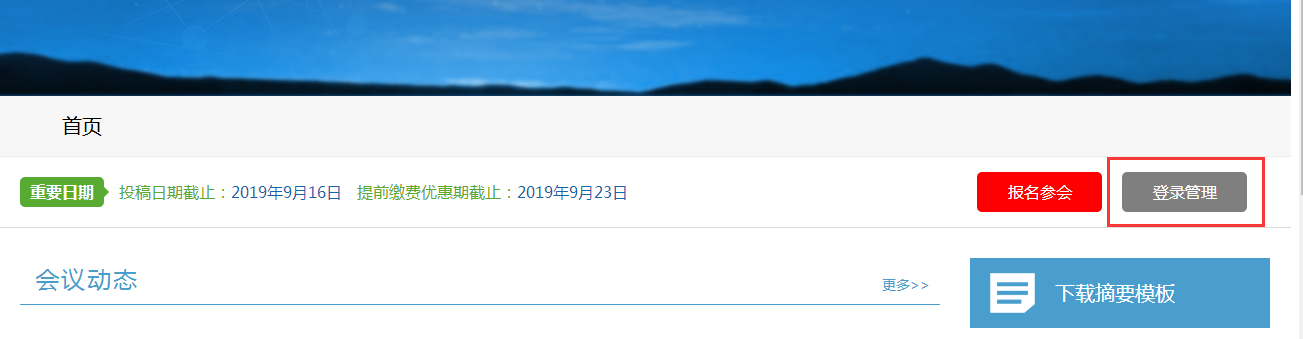 首页
重要日期 投稿日期截止：2019年9月16日 提前缴费优惠期截止：2019年9月23日 报名参会 登录管理
会议动态 更多>>
下载摘要模板